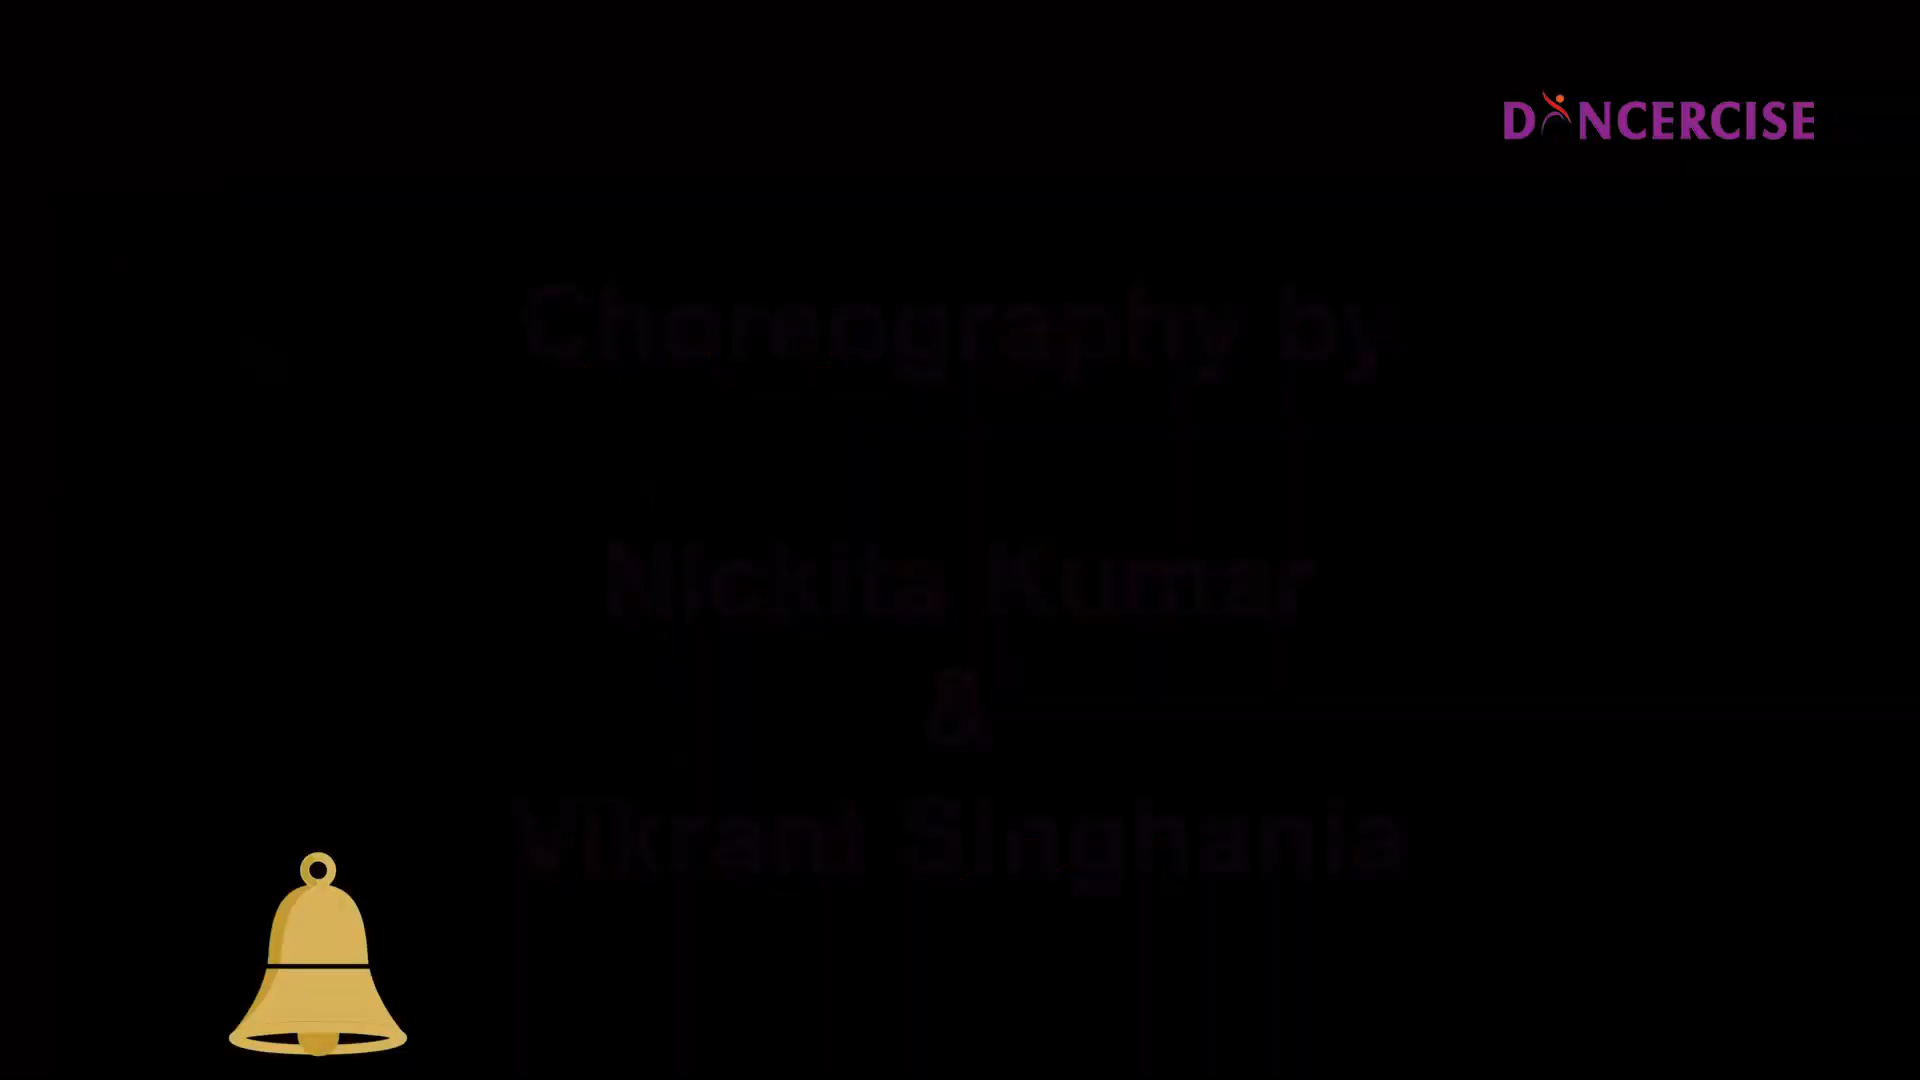 DANCERCISE
Choreography by
Nickita Kumar
&
Vikrant Singhania